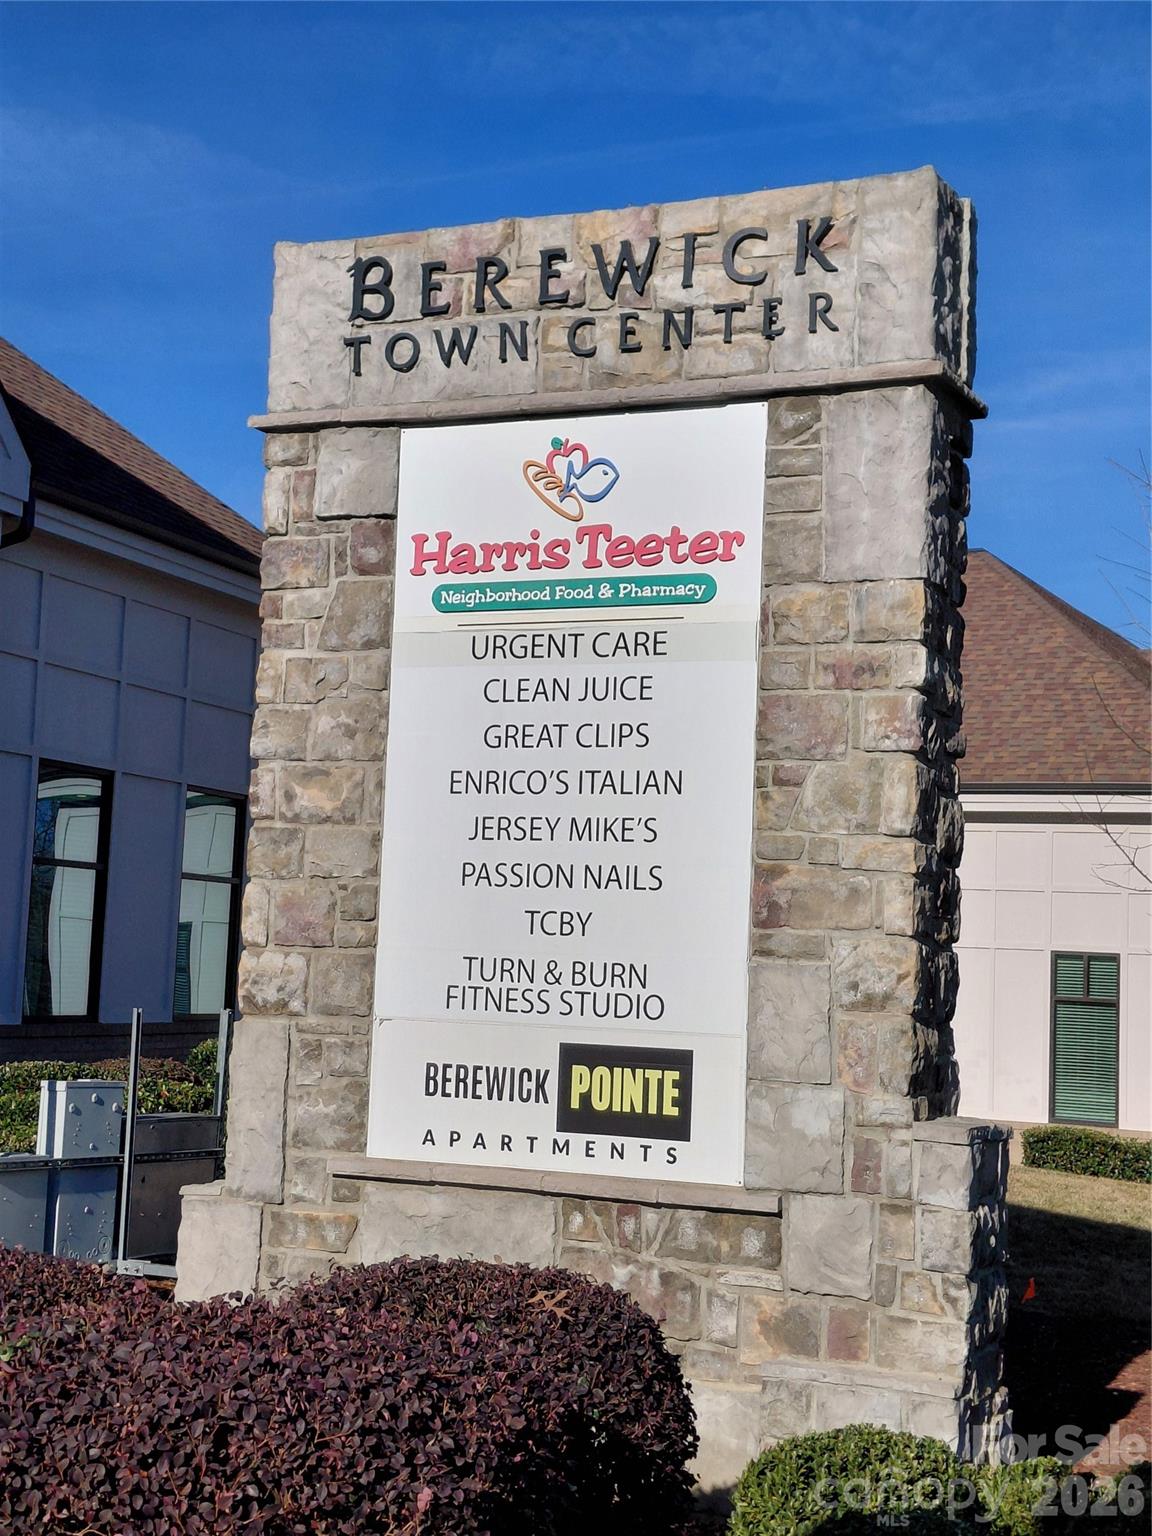 BEREWICK
TOWN CENTER
Harris Teeter
Neighborhood Food & Pharmacy
URGENT CARE
CLEAN JUICE
GREAT CLIPS
ENRICO'S ITALIAN
JERSEY MIKE'S
PASSION NAILS
TCBY
TURN & BURN
FITNESS STUDIO
BEREWICK POINTE
APARTMENTS
For Sale
canopy 2026
MLS